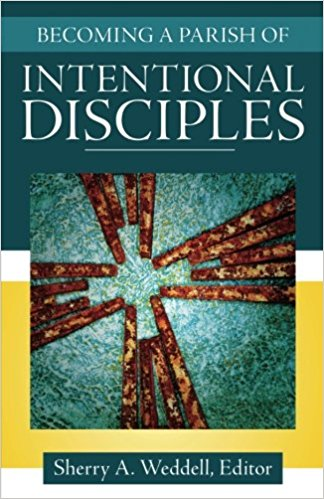 BECOMING A PARISH OF
INTENTIONAL
DISCIPLES
Sherry A. Weddell, Editor